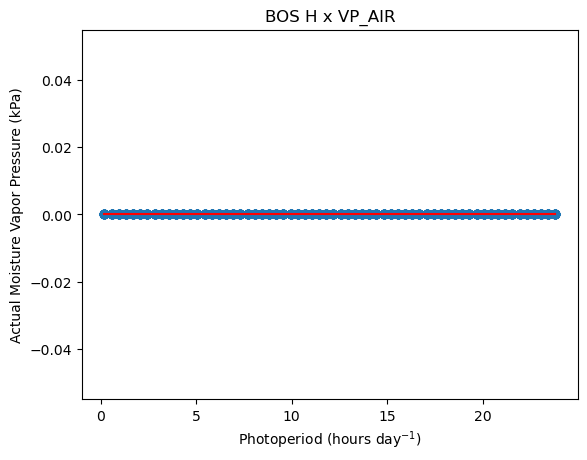 BOS H x VP_AIR
Actual Moisture Vapor Pressure (kPa)
0.04
0.02
0.00
−0.02
−0.04
0 5 10 15 20
Photoperiod (hours day⁻¹)